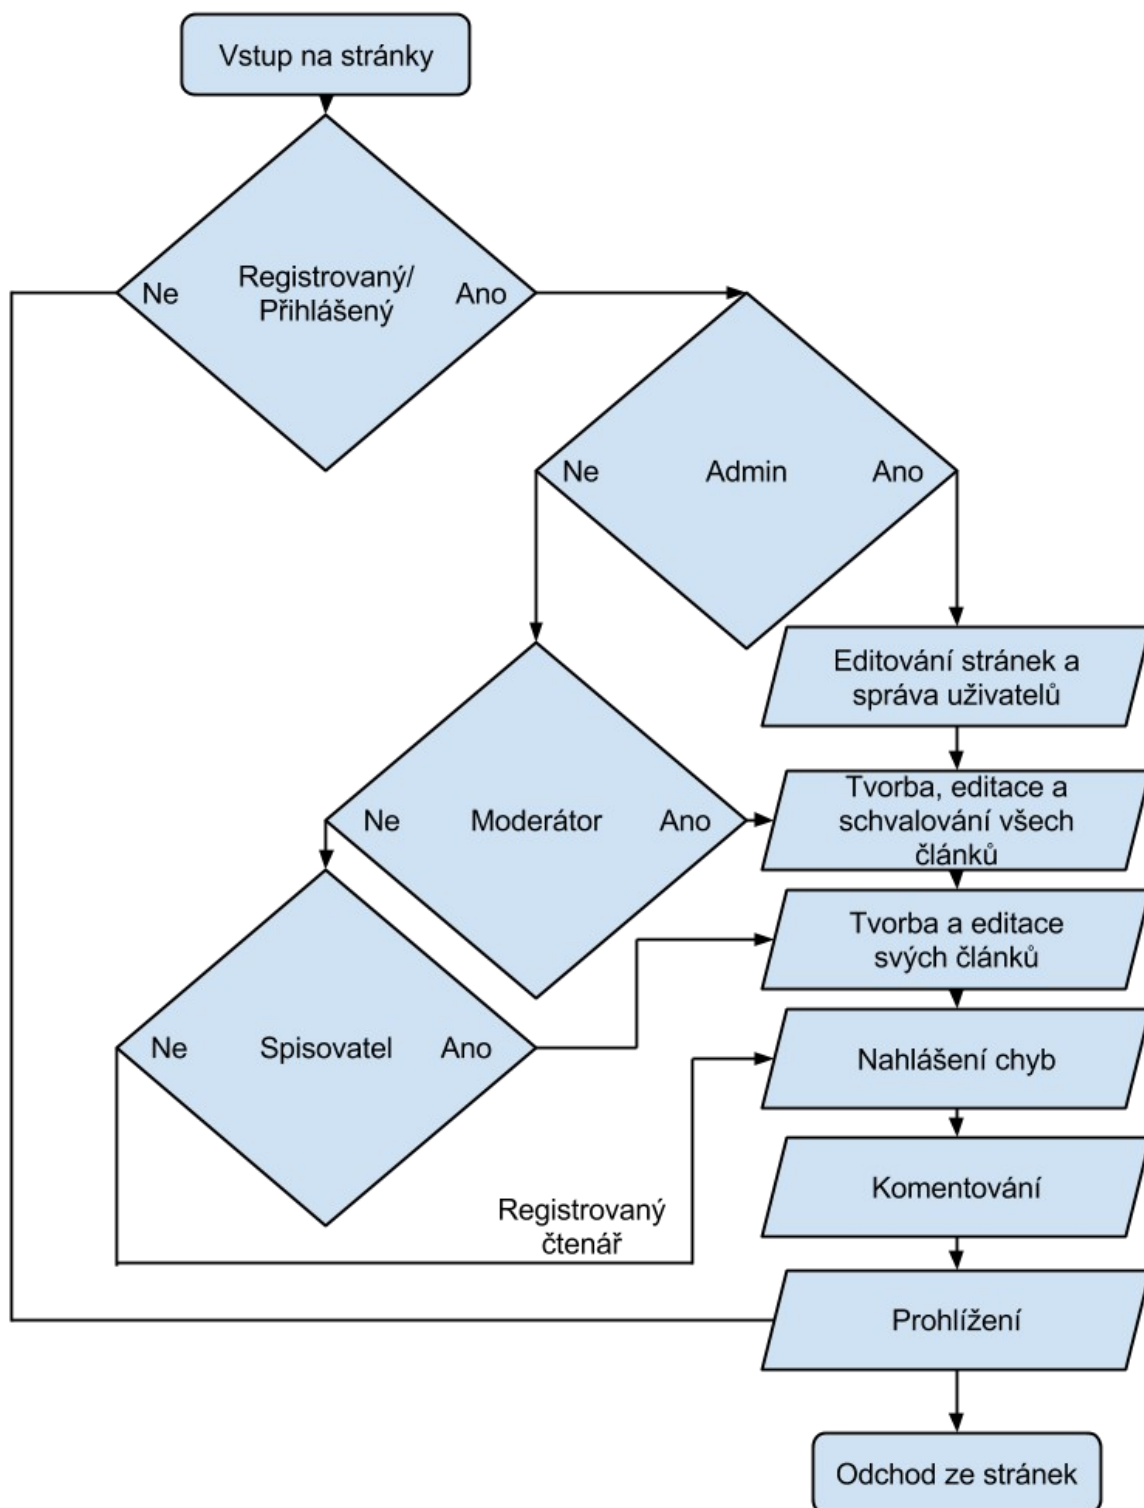 Vstup na stránky
Registrovaný/
Přihlášený
Ne
Ano
Admin
Ne
Ano
Editování stránek a
správa uživatelů
Moderátor
Ne
Ano
Tvorba, editace a
schvalování všech
článků
Tvorba a editace
svých článků
Spisovatel
Ne
Ano
Nahlášení chyb
Registrovaný
čtenář
Komentování
Prohlížení
Odchod ze stránek